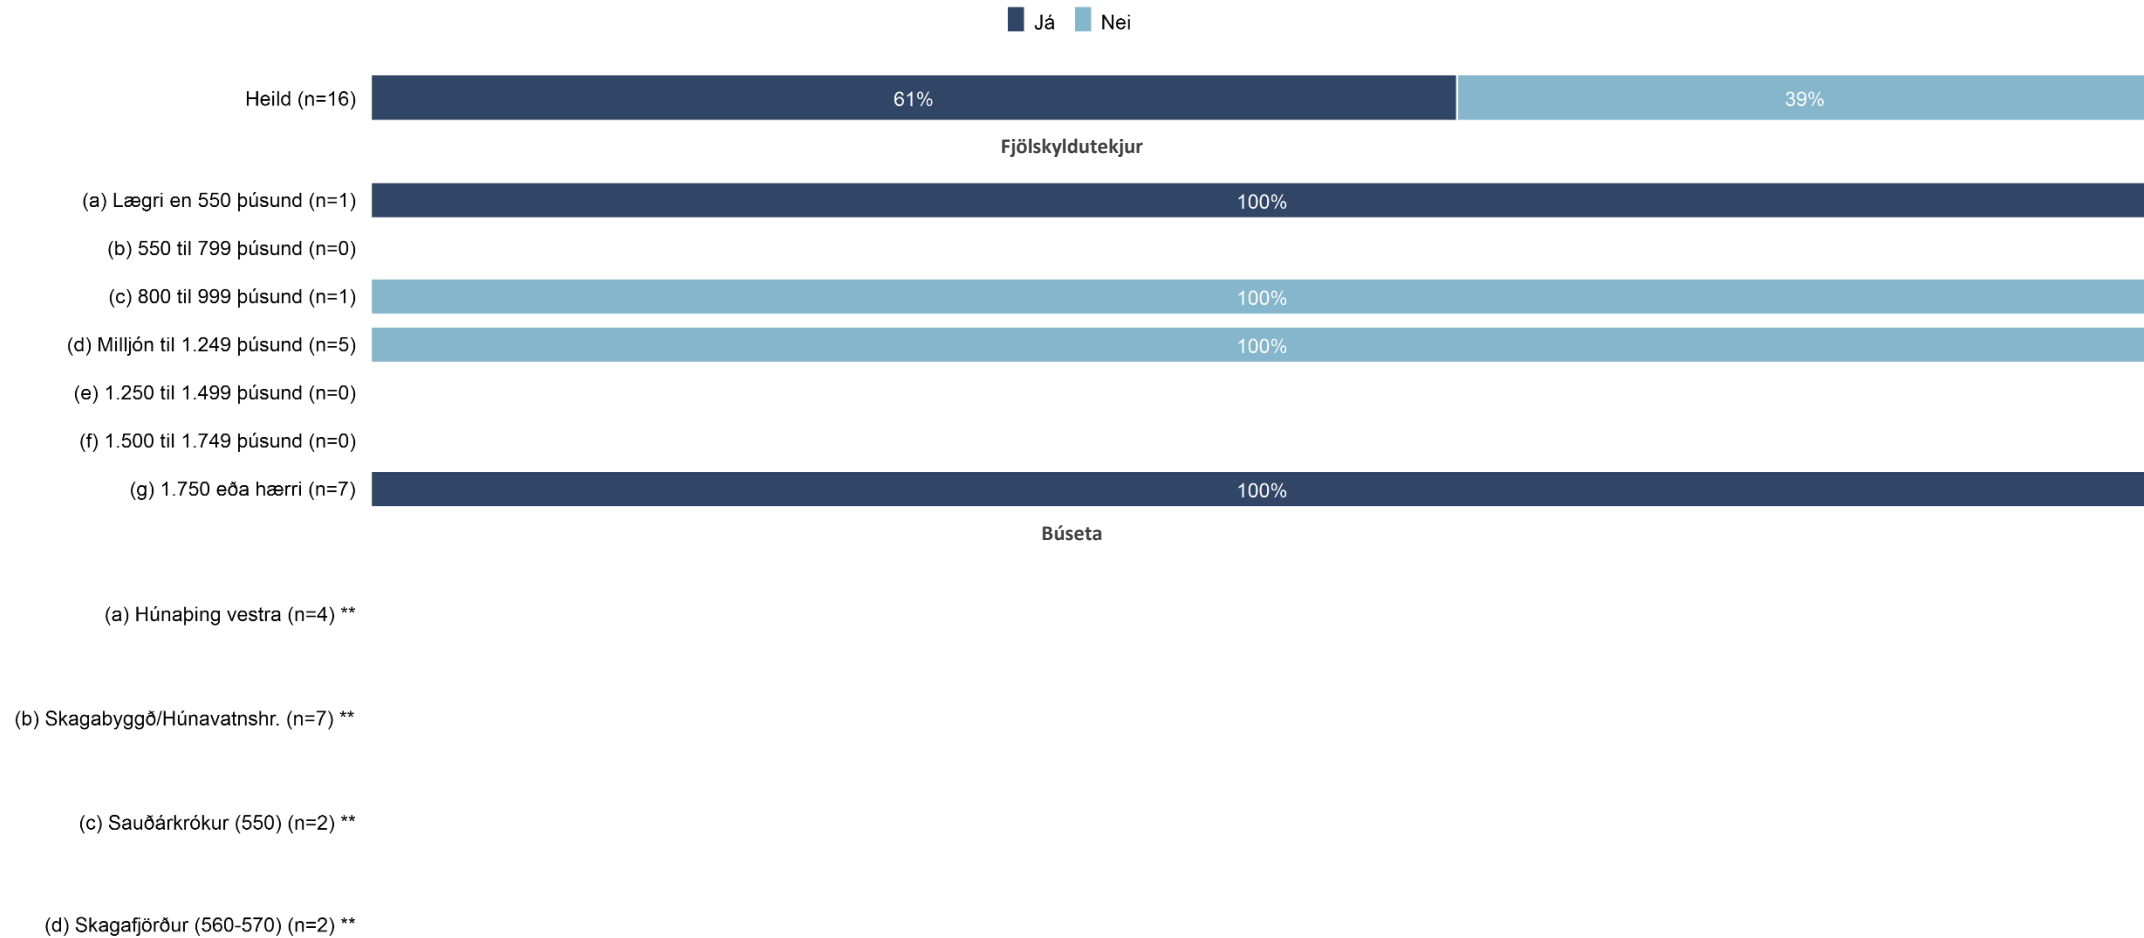 Já Nei
Heild (n=16) 61% 39%
Fjölskyldutekjur
(a) Lægri en 550 þúsund (n=1) 100%
(b) 550 til 799 þúsund (n=0)
(c) 800 til 999 þúsund (n=1) 100%
(d) Milljón til 1.249 þúsund (n=5) 100%
(e) 1.250 til 1.499 þúsund (n=0)
(f) 1.500 til 1.749 þúsund (n=0)
(g) 1.750 eða hærri (n=7) 100%
Búseta
(a) Húnaþing vestra (n=4) **
(b) Skagabyggð/Húnavatnshr. (n=7) **
(c) Sauðárkrókur (550) (n=2) **
(d) Skagafjörður (560-570) (n=2) **